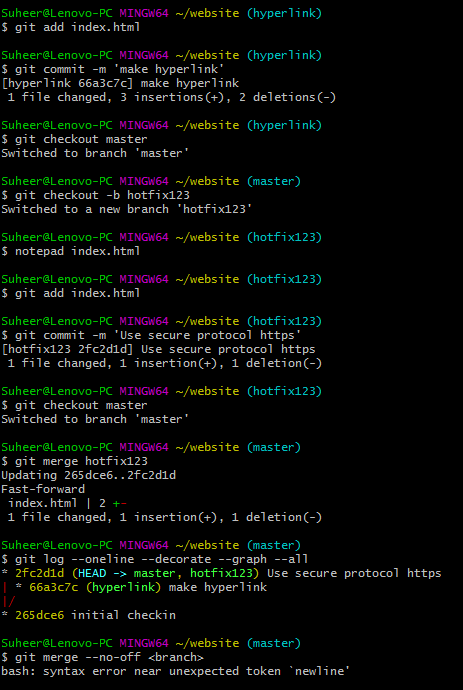 Suheer@Lenovo-PC MINGW64 ~/website (hyperlink)
$ git add index.html
Suheer@Lenovo-PC MINGW64 ~/website (hyperlink)
$ git commit -m 'make hyperlink'
[hyperlink 66a3c7c] make hyperlink
1 file changed, 3 insertions(+), 2 deletions(-)
Suheer@Lenovo-PC MINGW64 ~/website (hyperlink)
$ git checkout master
Switched to branch 'master'
Suheer@Lenovo-PC MINGW64 ~/website (master)
$ git checkout -b hotfix123
Switched to a new branch 'hotfix123'
Suheer@Lenovo-PC MINGW64 ~/website (hotfix123)
$ notepad index.html
Suheer@Lenovo-PC MINGW64 ~/website (hotfix123)
$ git add index.html
Suheer@Lenovo-PC MINGW64 ~/website (hotfix123)
$ git commit -m 'Use secure protocol https'
[hotfix123 2fc2d1d] Use secure protocol https
1 file changed, 1 insertion(+), 1 deletion(-)
Suheer@Lenovo-PC MINGW64 ~/website (hotfix123)
$ git checkout master
Switched to branch 'master'
Suheer@Lenovo-PC MINGW64 ~/website (master)
$ git merge hotfix123
Updating 265dce6..2fc2d1d
Fast-forward
index.html | 2 +-
1 file changed, 1 insertion(+), 1 deletion(-)
Suheer@Lenovo-PC MINGW64 ~/website (master)
$ git log --oneline --decorate --graph --all
* 2fc2d1d (HEAD -> master, hotfix123) Use secure protocol https
| * 66a3c7c (hyperlink) make hyperlink
|/
* 265dce6 initial checkin
Suheer@Lenovo-PC MINGW64 ~/website (master)
$ git merge --no-off <branch>
bash: syntax error near unexpected token `newline'